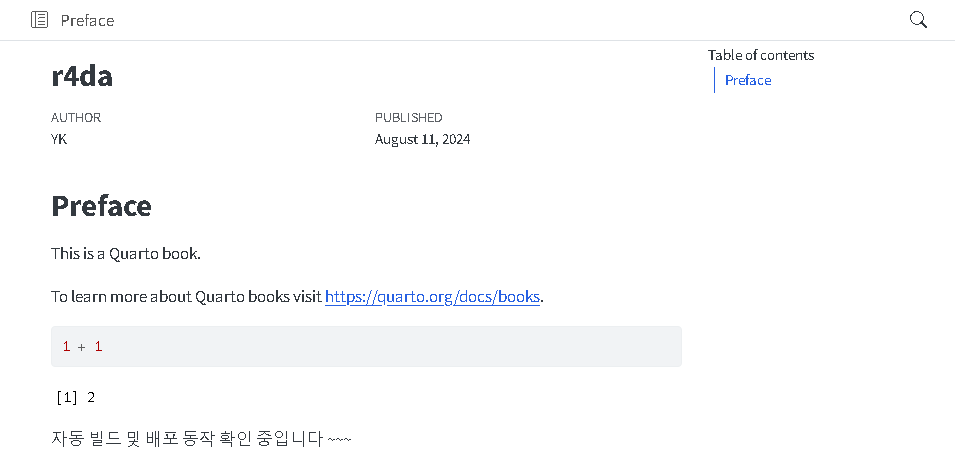 Preface
Table of contents
r4da
Preface
AUTHOR
PUBLISHED
YK
August 11, 2024
Preface
This is a Quarto book.
To learn more about Quarto books visit https://quarto.org/docs/books.
1 + 1
[1] 2
자동 빌드 및 배포 동작 확인 중입니다 ~~~